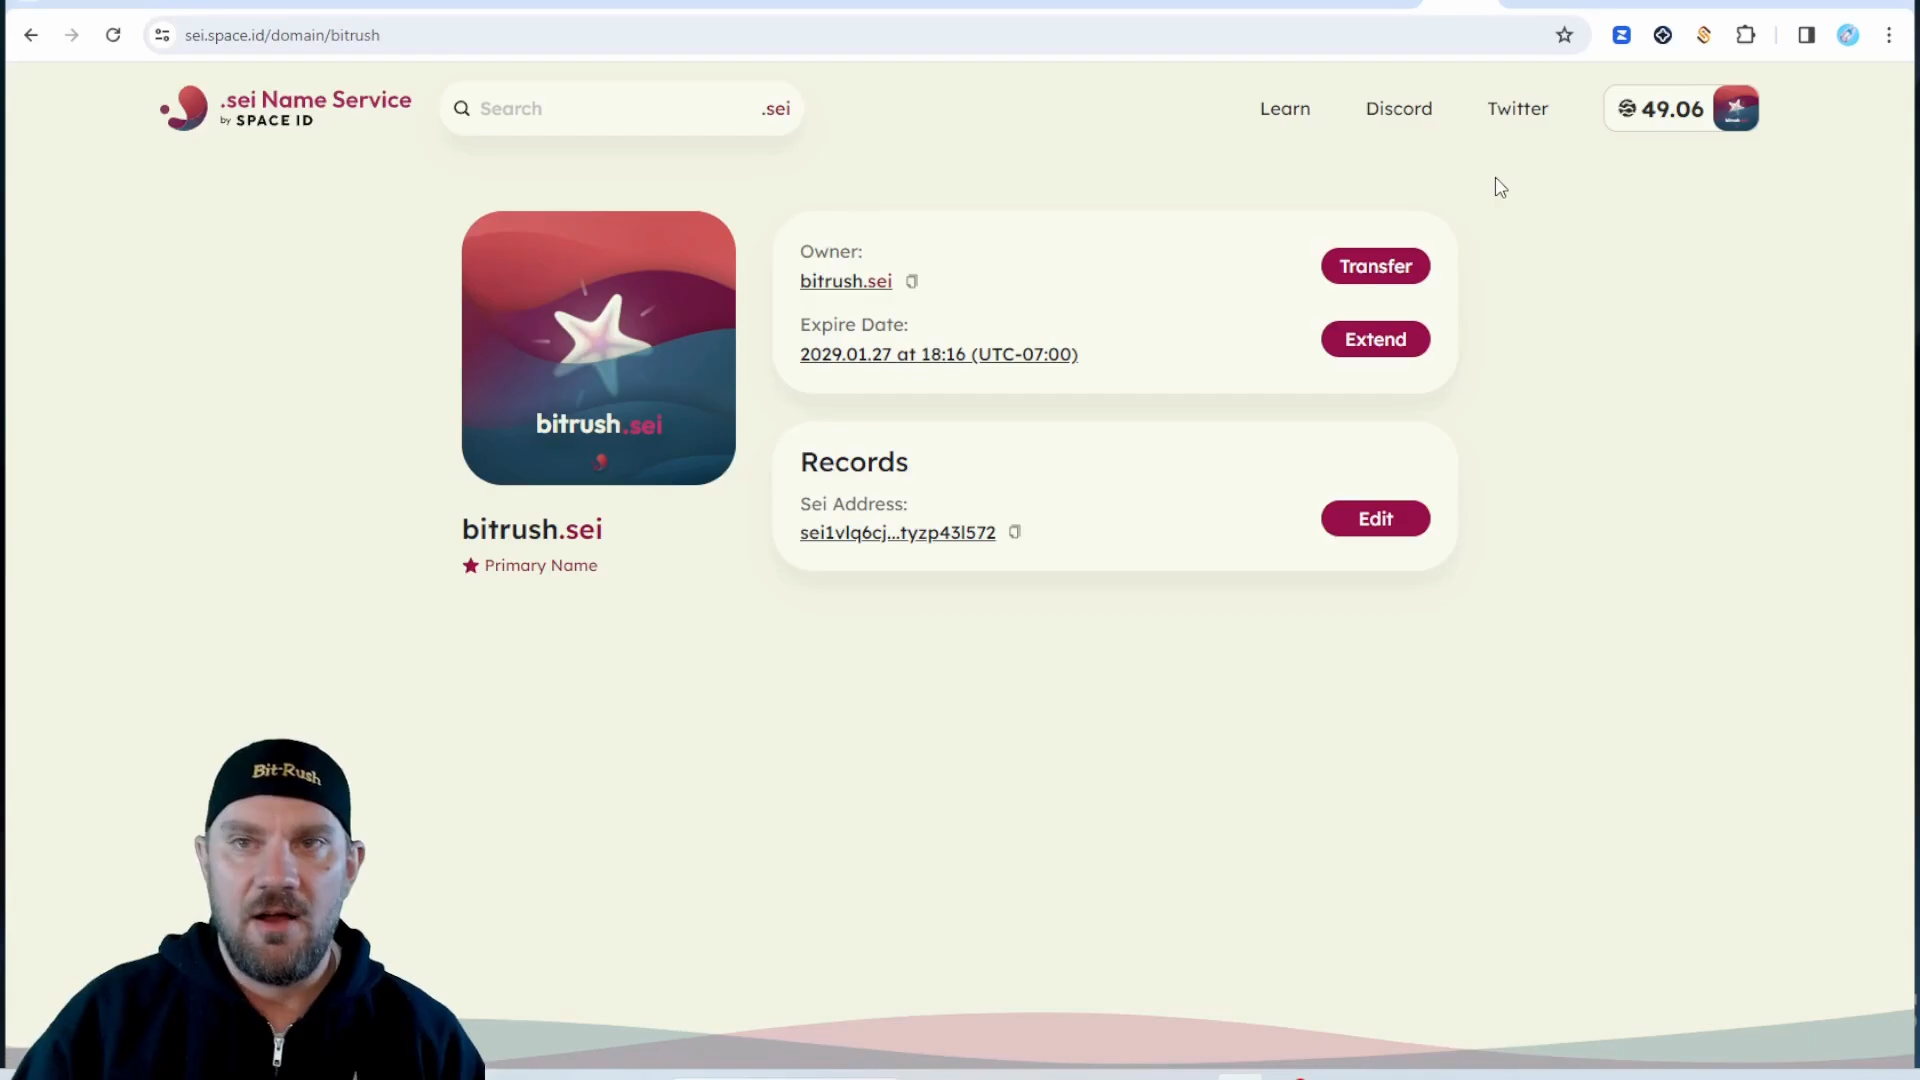 sei.space.id/domain/bitrush
.sei Name Service
by SPACE ID
Search
.sei
Learn
Discord
Twitter
49.06
Owner:
bitrush.sei
Transfer
Expire Date:
2029.01.27 at 18:16 (UTC-07:00)
Extend
bitrush.sei
Records
Sei Address:
sei1vlq6cj...tyzp43l572
Edit
bitrush.sei
Primary Name
Bit-Rush